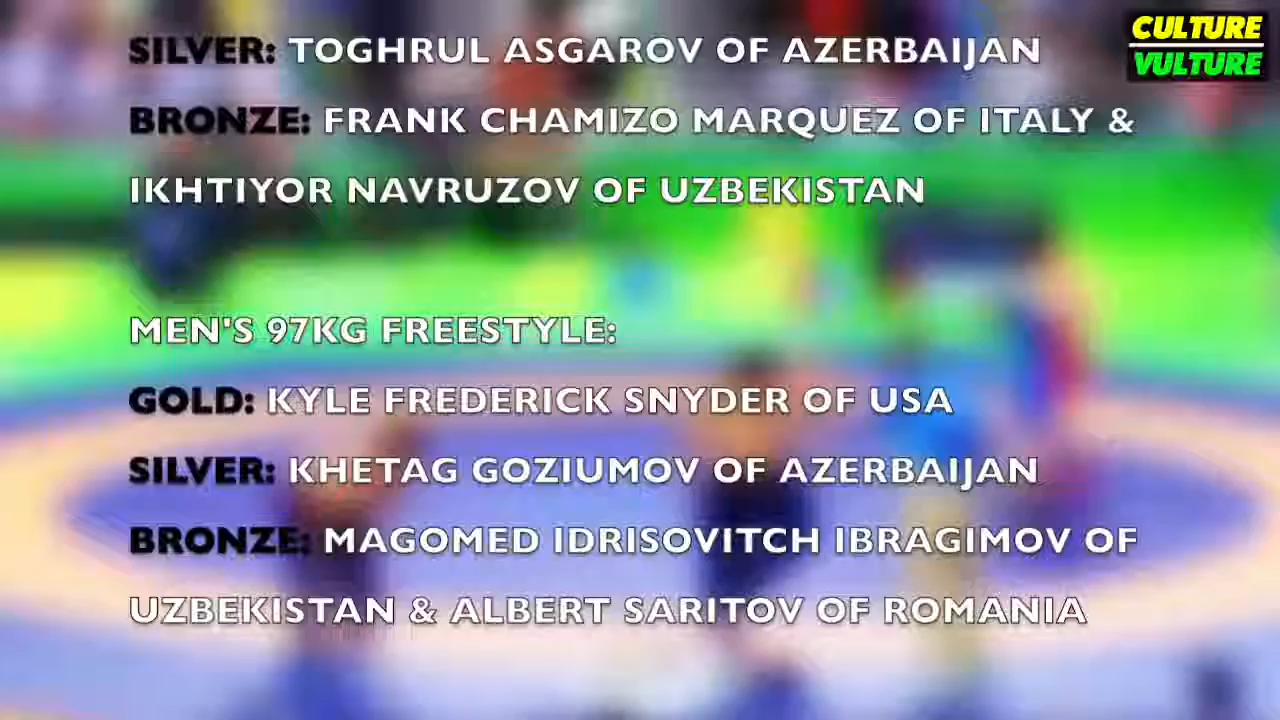 CULTURE
VULTURE
SILVER: TOGHRUL ASGAROV OF AZERBAIJAN
BRONZE: FRANK CHAMIZO MARQUEZ OF ITALY &
IKHTIYOR NAVRUZOV OF UZBEKISTAN
MEN'S 97KG FREESTYLE:
GOLD: KYLE FREDERICK SNYDER OF USA
SILVER: KHETAG GOZIUMOV OF AZERBAIJAN
BRONZE: MAGOMED IDRISOVITCH IBRAGIMOV OF
UZBEKISTAN & ALBERT SARITOV OF ROMANIA